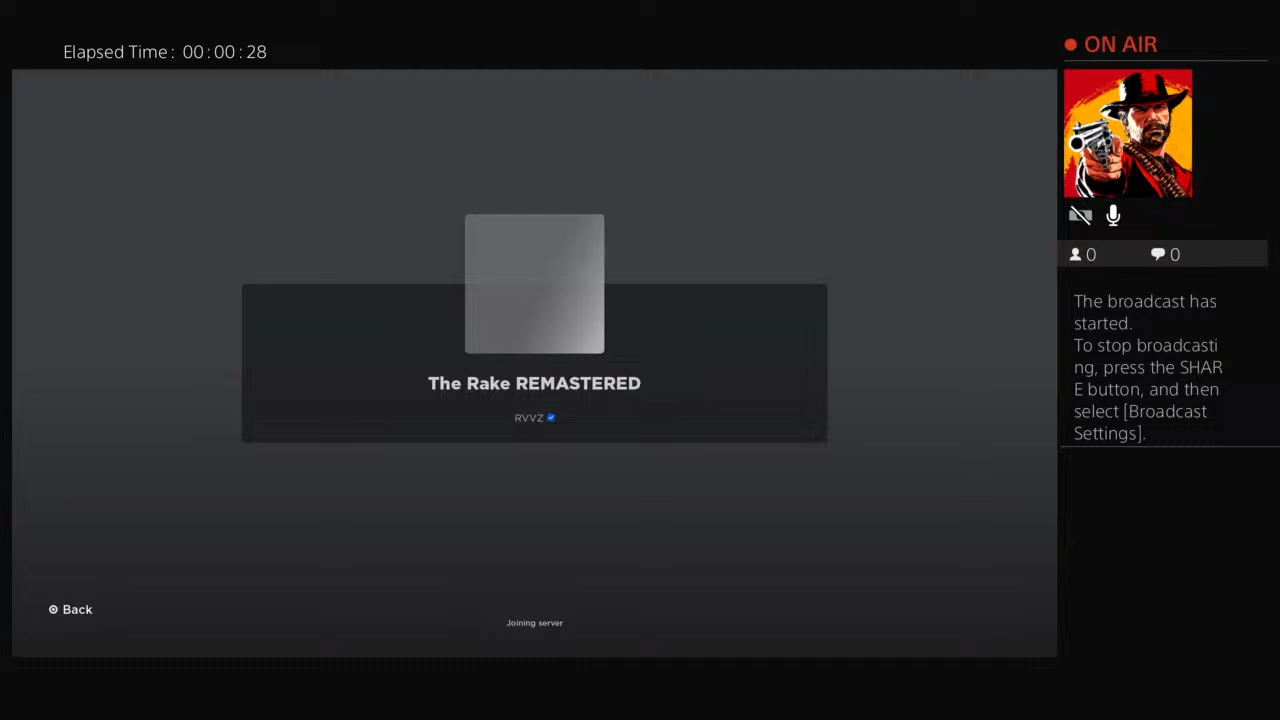 Elapsed Time: 00:00:28
ON AIR
0 0
The broadcast has
started.
To stop broadcasti
ng, press the SHAR
E button, and then
select [Broadcast
Settings].
The Rake REMASTERED
RVVZ
Back
Joining server